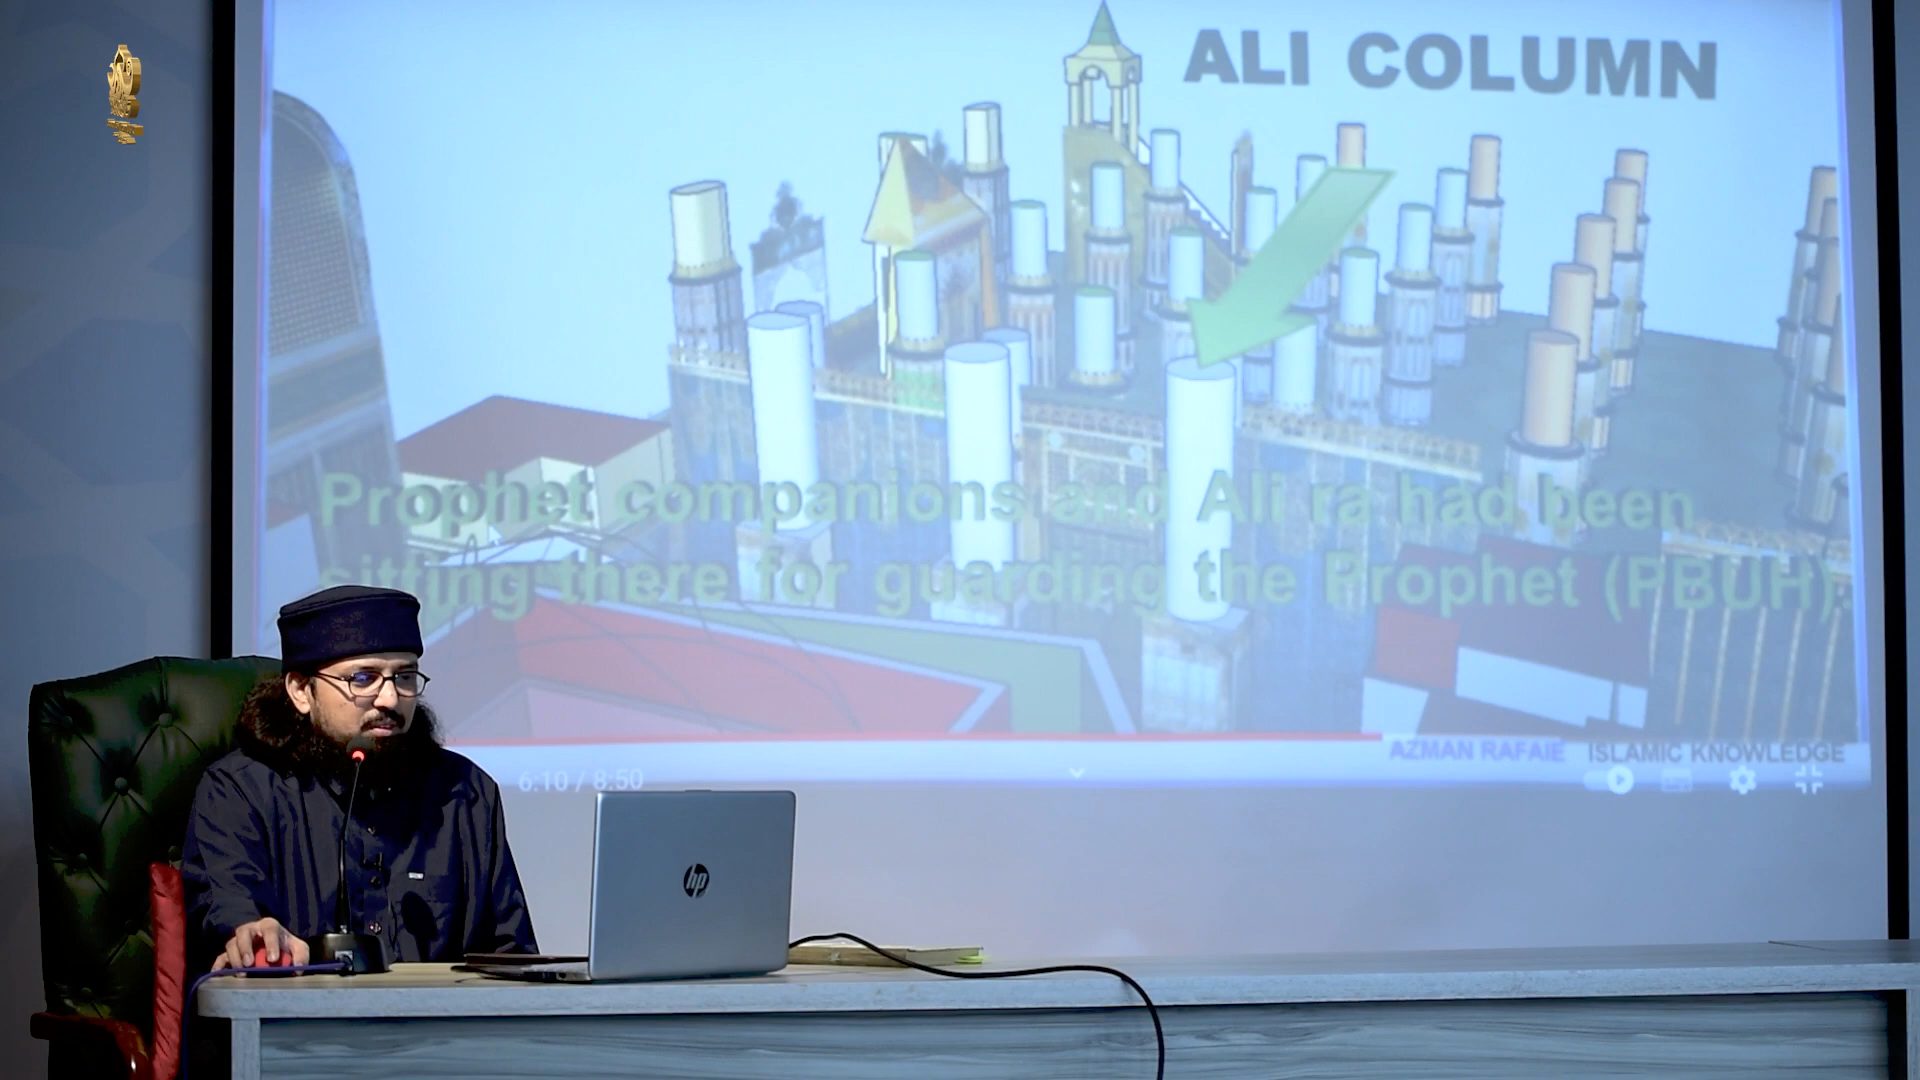 ALI COLUMN
Prophet companions and Ali ra had been
sitting there for guarding the Prophet (PBUH).
AZMAN RAFAIE ISLAMIC KNOWLEDGE
6:10 / 8:50
hp